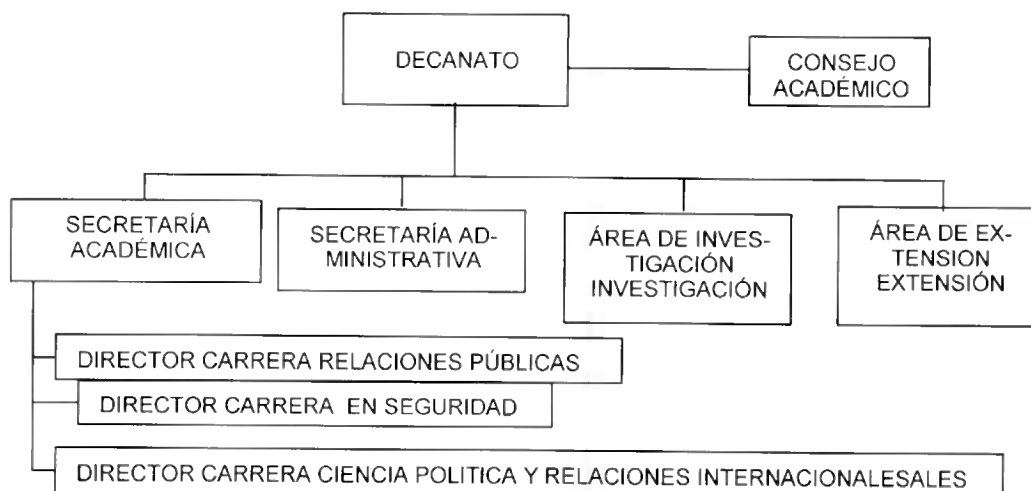 DECANATO
CONSEJO
ACADÉMICO
SECRETARÍA
ACADÉMICA
SECRETARÍA AD-
MINISTRATIVA
ÁREA DE INVES-
TIGACIÓN
INVESTIGACIÓN
ÁREA DE EX-
TENSION
EXTENSIÓN
DIRECTOR CARRERA RELACIONES PÚBLICAS
DIRECTOR CARRERA EN SEGURIDAD
DIRECTOR CARRERA CIENCIA POLITICA Y RELACIONES INTERNACIONALESALES